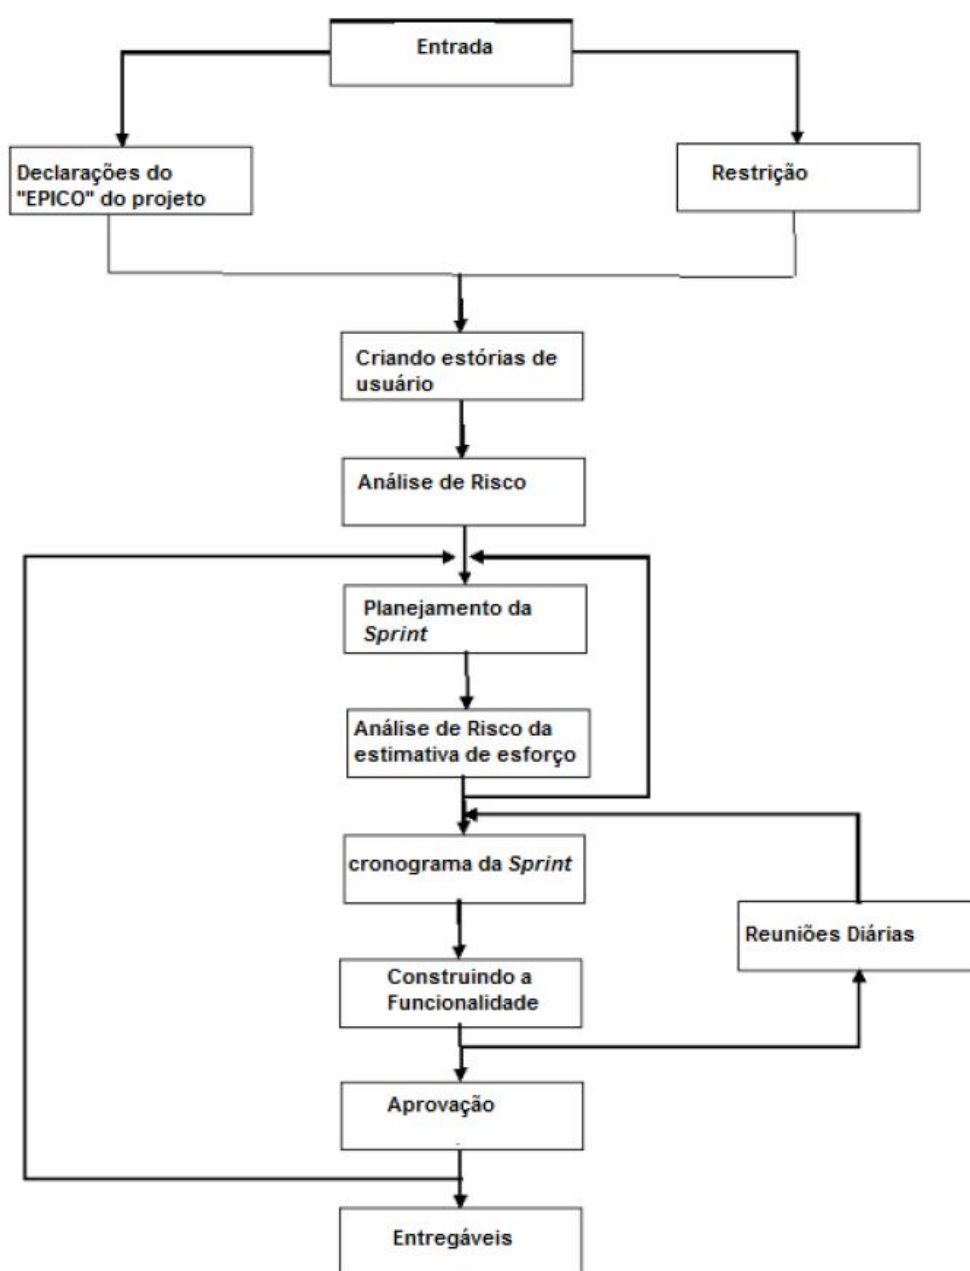 Entrada
Declarações do
"EPICO" do projeto
Restrição
Criando estórias de
usuário
Análise de Risco
Planejamento da
Sprint
Análise de Risco da
estimativa de esforço
cronograma da Sprint
Reuniões Diárias
Construindo a
Funcionalidade
Aprovação
Entregáveis